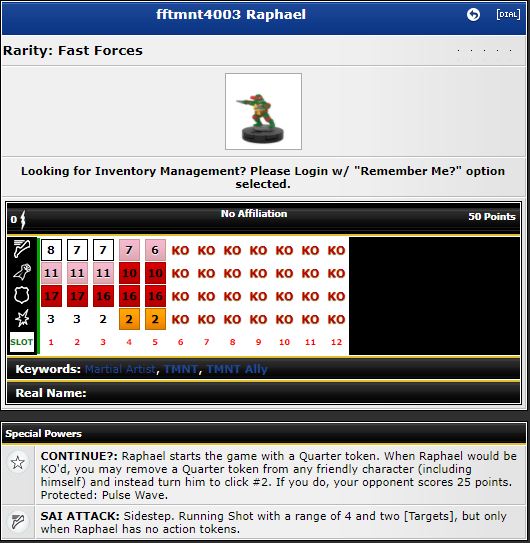 fftmnt4003 Raphael [DIAL]
Rarity: Fast Forces
Looking for Inventory Management? Please Login w/ "Remember Me?" option
selected.
0 No Affiliation 50 Points
8 7 7 7 6 KO KO KO KO KO KO KO
11 11 11 10 10 KO KO KO KO KO KO KO
17 17 16 16 16 KO KO KO KO KO KO KO
3 3 2 2 2 KO KO KO KO KO KO KO
SLOT 1 2 3 4 5 6 7 8 9 10 11 12
Keywords: Martial Artist, TMNT, TMNT Ally
Real Name:
Special Powers
CONTINUE?: Raphael starts the game with a Quarter token. When Raphael would be
KO'd, you may remove a Quarter token from any friendly character (including
himself) and instead turn him to click #2. If you do, your opponent scores 25 points.
Protected: Pulse Wave.
SAI ATTACK: Sidestep. Running Shot with a range of 4 and two [Targets], but only
when Raphael has no action tokens.